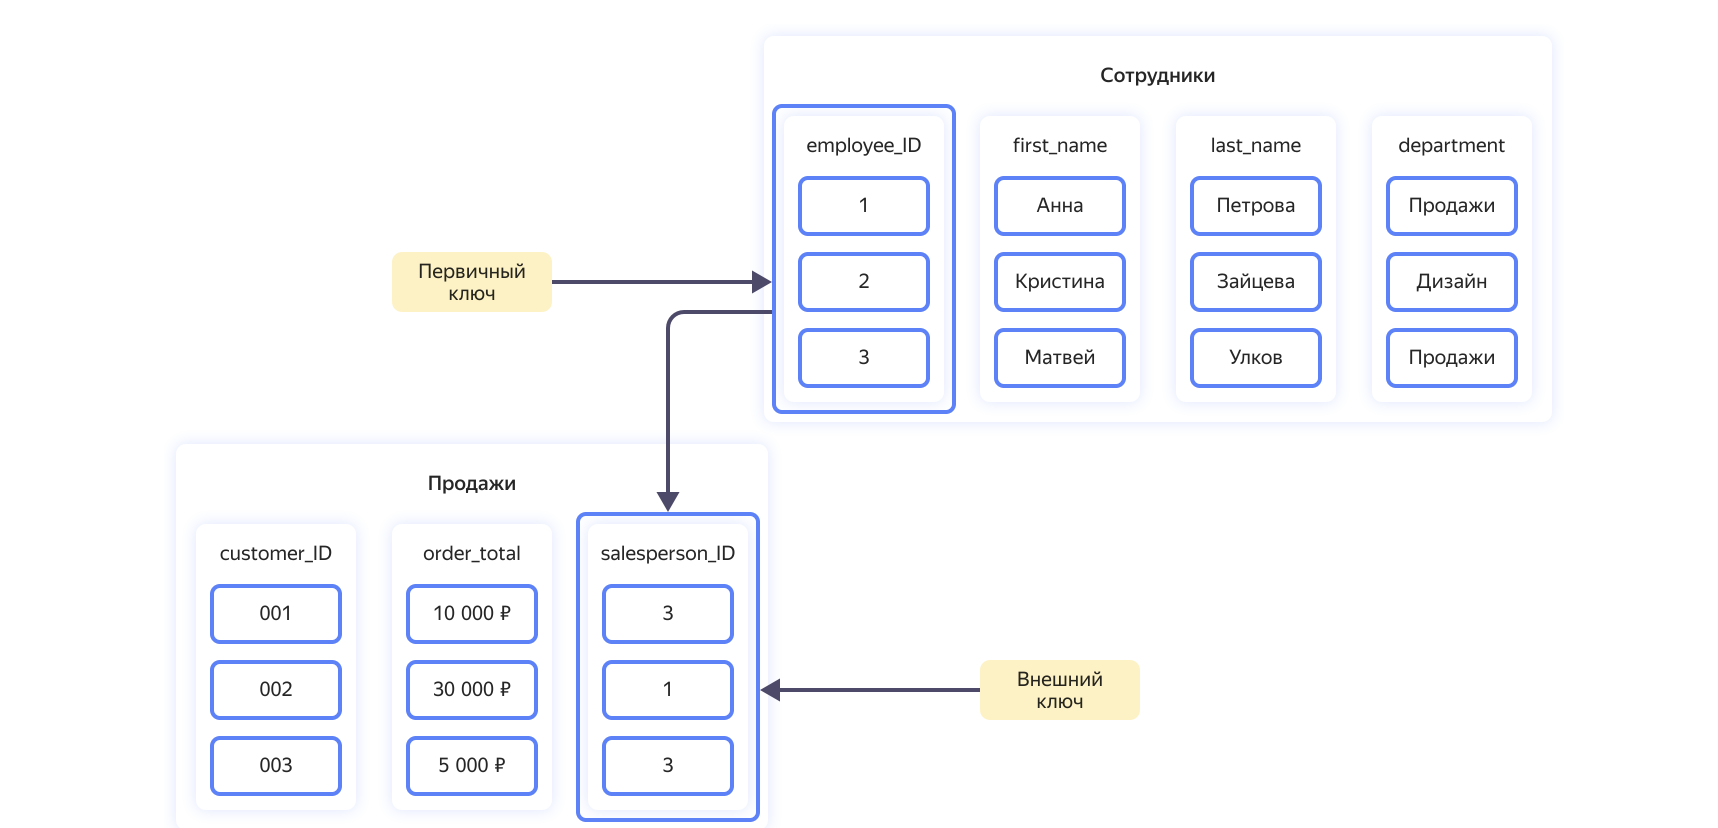 Сотрудники
employee_ID first_name last_name department
1 Анна Петрова Продажи
Первичный
ключ
2 Кристина Зайцева Дизайн
3 Матвей Улков Продажи
Продажи
customer_ID order_total salesperson_ID
001 10 000 ₽ 3
002 30 000 ₽ 1
Внешний
ключ
003 5 000 ₽ 3